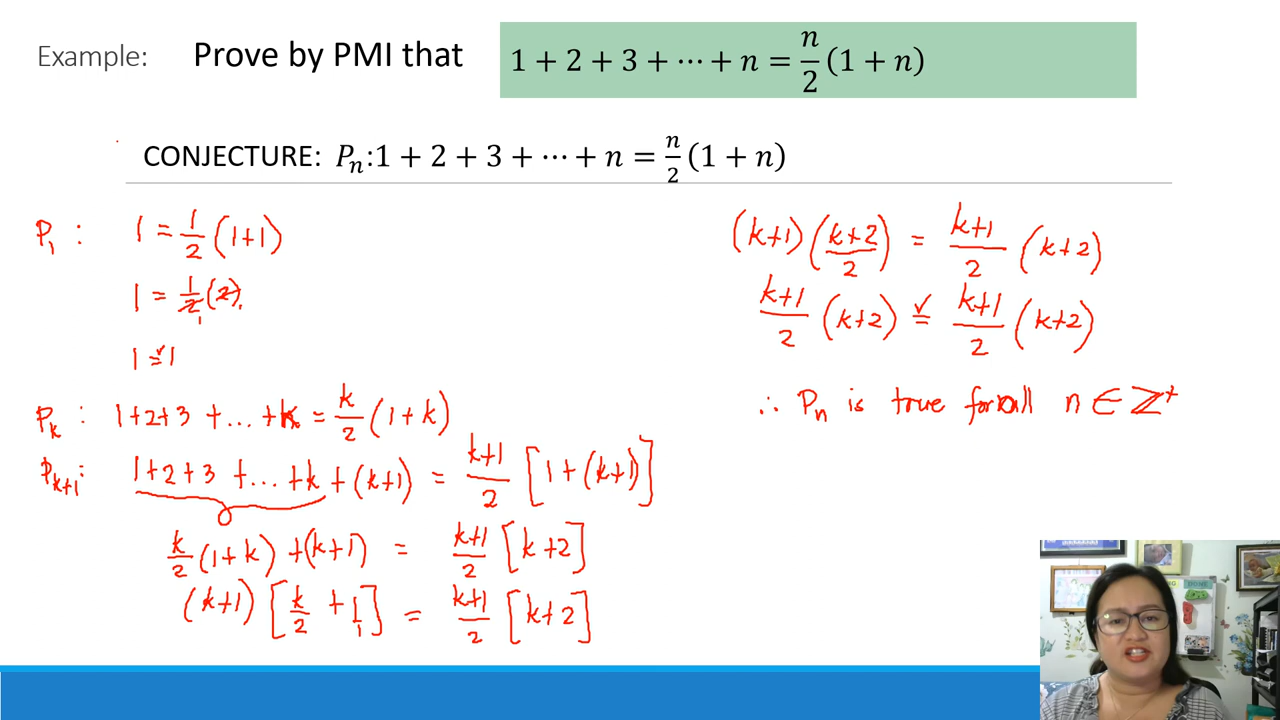 Example: Prove by PMI that 1 + 2 + 3 + ⋯ + n = n/2 (1 + n)
CONJECTURE: Pₙ: 1 + 2 + 3 + ⋯ + n = n/2 (1 + n)
P₁ : 1 = 1/2 (1+1)
1 = 1/2 (2)
1
1 = 1
Pₖ : 1+2+3 + ... + k = k/2 (1+k)
Pₖ₊₁: 1+2+3 + ... +k + (k+1) = k+1/2 [1+(k+1)]
k/2 (1+k) + (k+1) = k+1/2 [k+2]
(k+1) [k/2 + 1/1] = k+1/2 [k+2]
(k+1) (k+2/2) = k+1/2 (k+2)
k+1/2 (k+2) ✓= k+1/2 (k+2)
∴ Pₙ is true for all n ∈ ℤ⁺